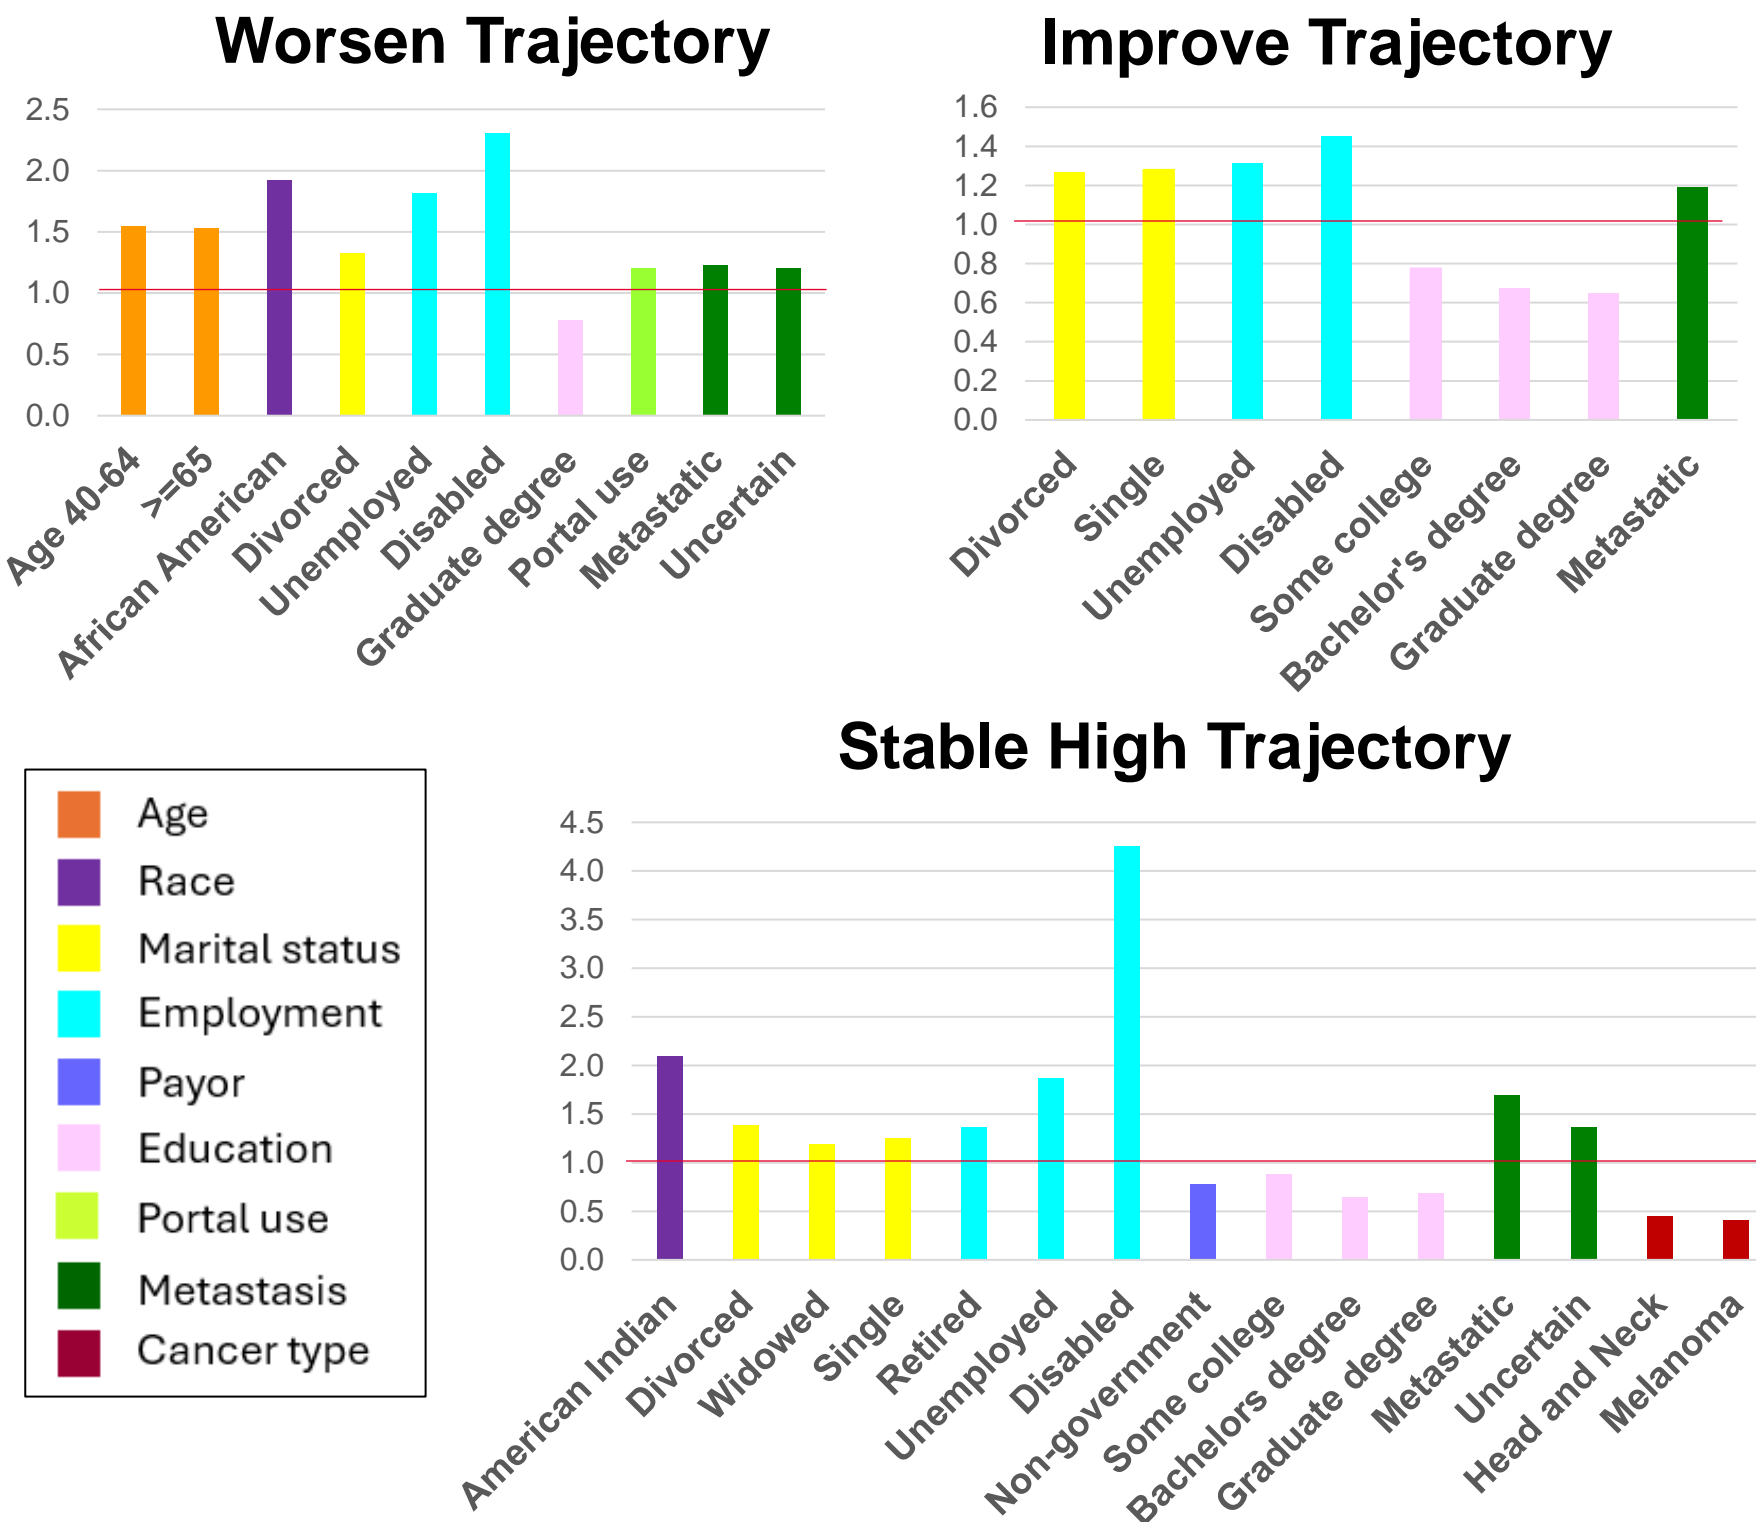 Worsen Trajectory
2.5
2.0
1.5
1.0
0.5
0.0
Age 40-64
>=65
African American
Divorced
Unemployed
Disabled
Graduate degree
Portal use
Metastatic
Uncertain
Improve Trajectory
1.6
1.4
1.2
1.0
0.8
0.6
0.4
0.2
0.0
Divorced
Single
Unemployed
Disabled
Some college
Bachelor's degree
Graduate degree
Metastatic
Age
Race
Marital status
Employment
Payor
Education
Portal use
Metastasis
Cancer type
Stable High Trajectory
4.5
4.0
3.5
3.0
2.5
2.0
1.5
1.0
0.5
0.0
American Indian
Divorced
Widowed
Single
Retired
Unemployed
Disabled
Non-government
Some college
Bachelors degree
Graduate degree
Metastatic
Uncertain
Head and Neck
Melanoma